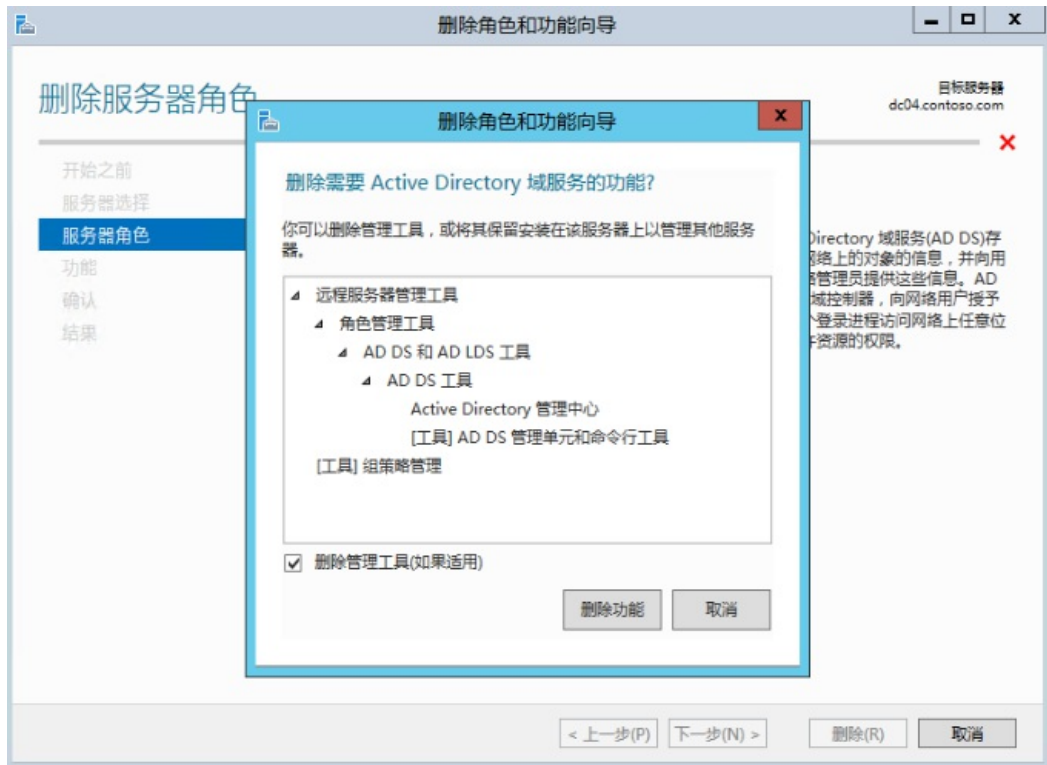 删除角色和功能向导
删除服务器角色
目标服务器
dc04.contoso.com
开始之前
服务器选择
服务器角色
功能
确认
结果
删除角色和功能向导
删除需要 Active Directory 域服务的功能?
你可以删除管理工具，或将其保留安装在该服务器上以管理其他服务
器。
远程服务器管理工具
角色管理工具
AD DS 和 AD LDS 工具
AD DS 工具
Active Directory 管理中心
[工具] AD DS 管理单元和命令行工具
[工具] 组策略管理
删除管理工具(如果适用)
删除功能
取消
Directory 域服务(AD DS)存
络上的对象的信息，并向用
管理员提供这些信息。AD
域控制器，向网络用户授予
登录进程访问网络上任意位
资源的权限。
< 上一步(P)
下一步(N) >
删除(R)
取消